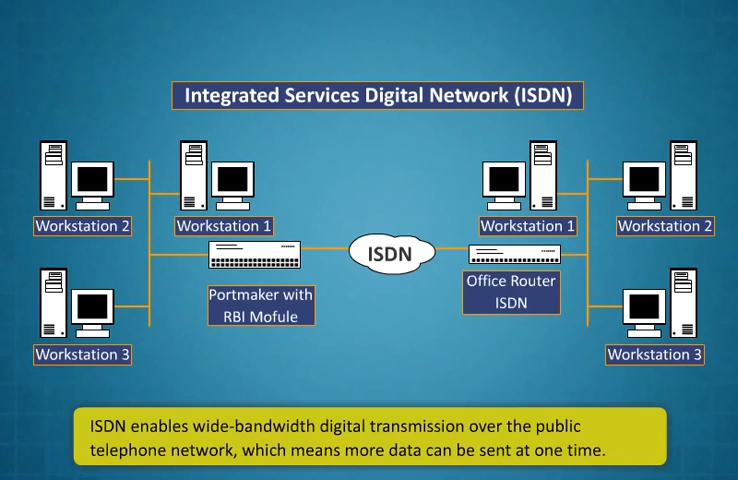 Integrated Services Digital Network (ISDN)
Workstation 2
Workstation 1
Workstation 1
Workstation 2
ISDN
Portmaker with
RBI Mofule
Office Router
ISDN
Workstation 3
Workstation 3
ISDN enables wide-bandwidth digital transmission over the public
telephone network, which means more data can be sent at one time.